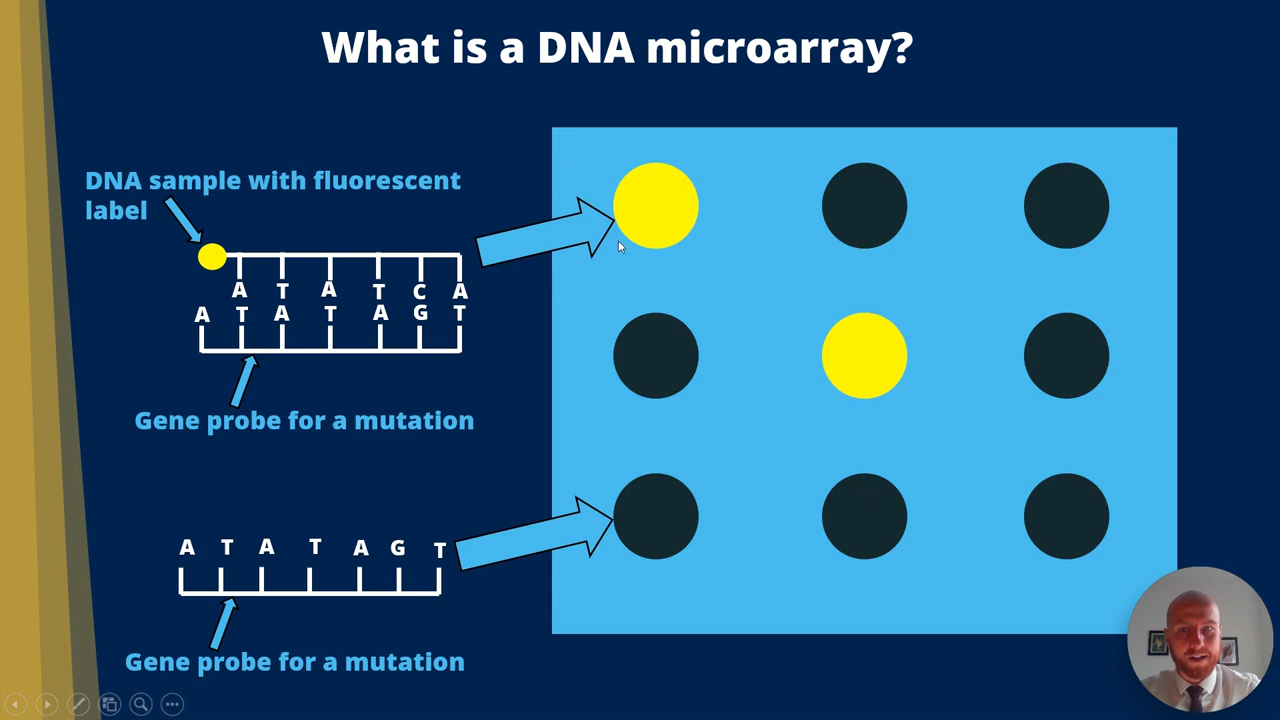 What is a DNA microarray?
DNA sample with fluorescent
label
A T A T C A
A T A T A G T
Gene probe for a mutation
A T A T A G T
Gene probe for a mutation